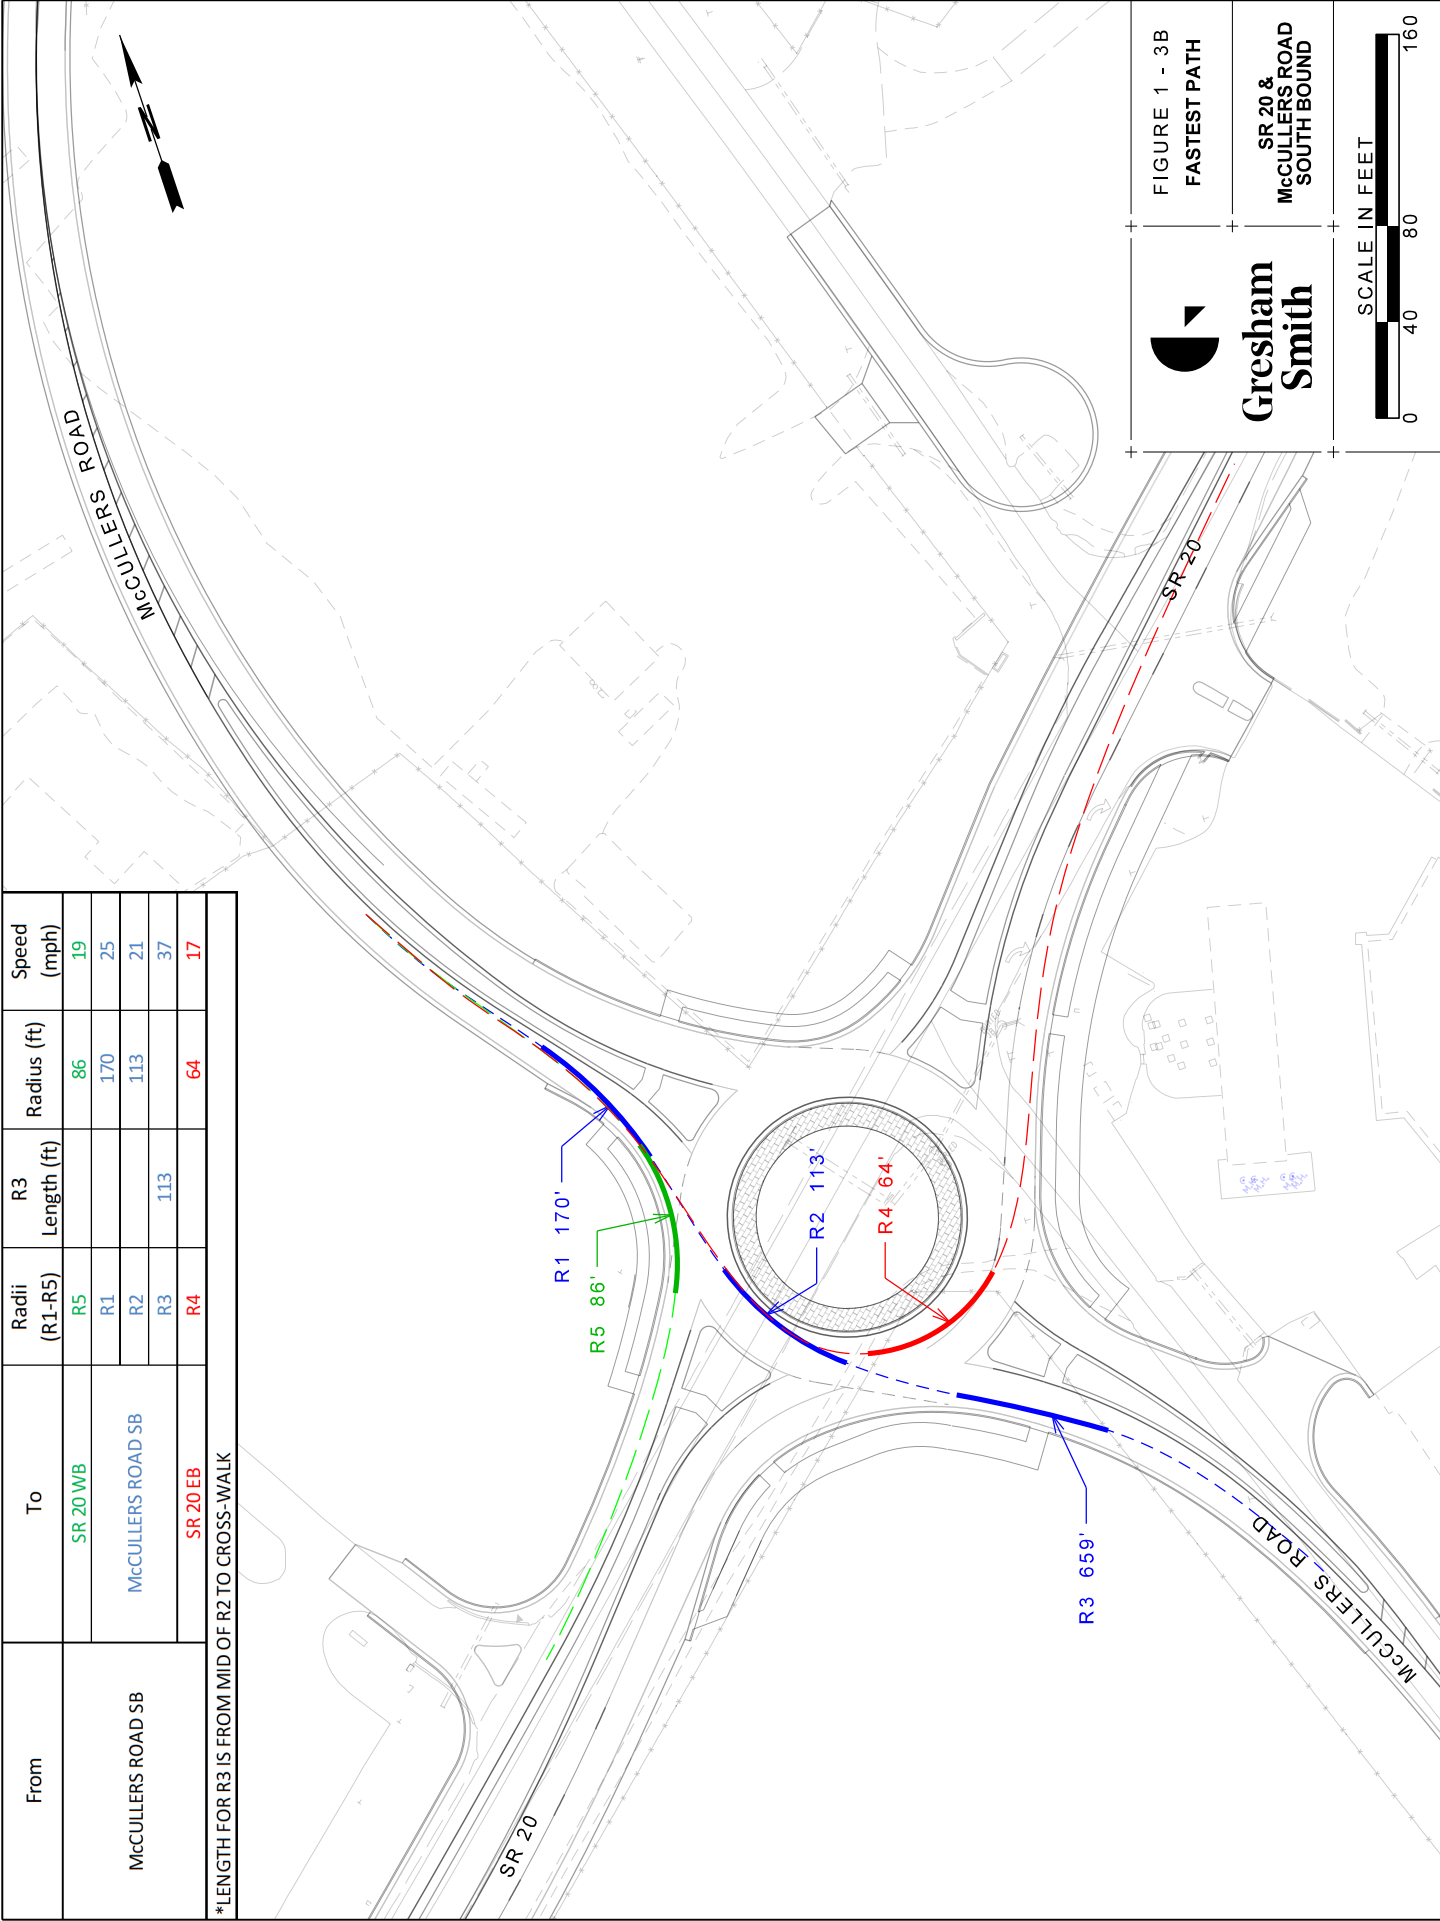 From To Radii (R1-R5) R3 Length (ft) Radius (ft) Speed (mph)
McCULLERS ROAD SB SR 20 WB R5 86 19
McCULLERS ROAD SB R1 170 25
R2 113 21
R3 113 37
SR 20 EB R4 64 17
*LENGTH FOR R3 IS FROM MID OF R2 TO CROSS-WALK
McCULLERS ROAD
N
R1 170'
R5 86'
R2 113'
R4 64'
R3 659'
SR 20
SR 20
McCULLERS ROAD
Gresham
Smith
FIGURE 1 - 3B
FASTEST PATH
SR 20 &
McCULLERS ROAD
SOUTH BOUND
SCALE IN FEET
0 40 80 160